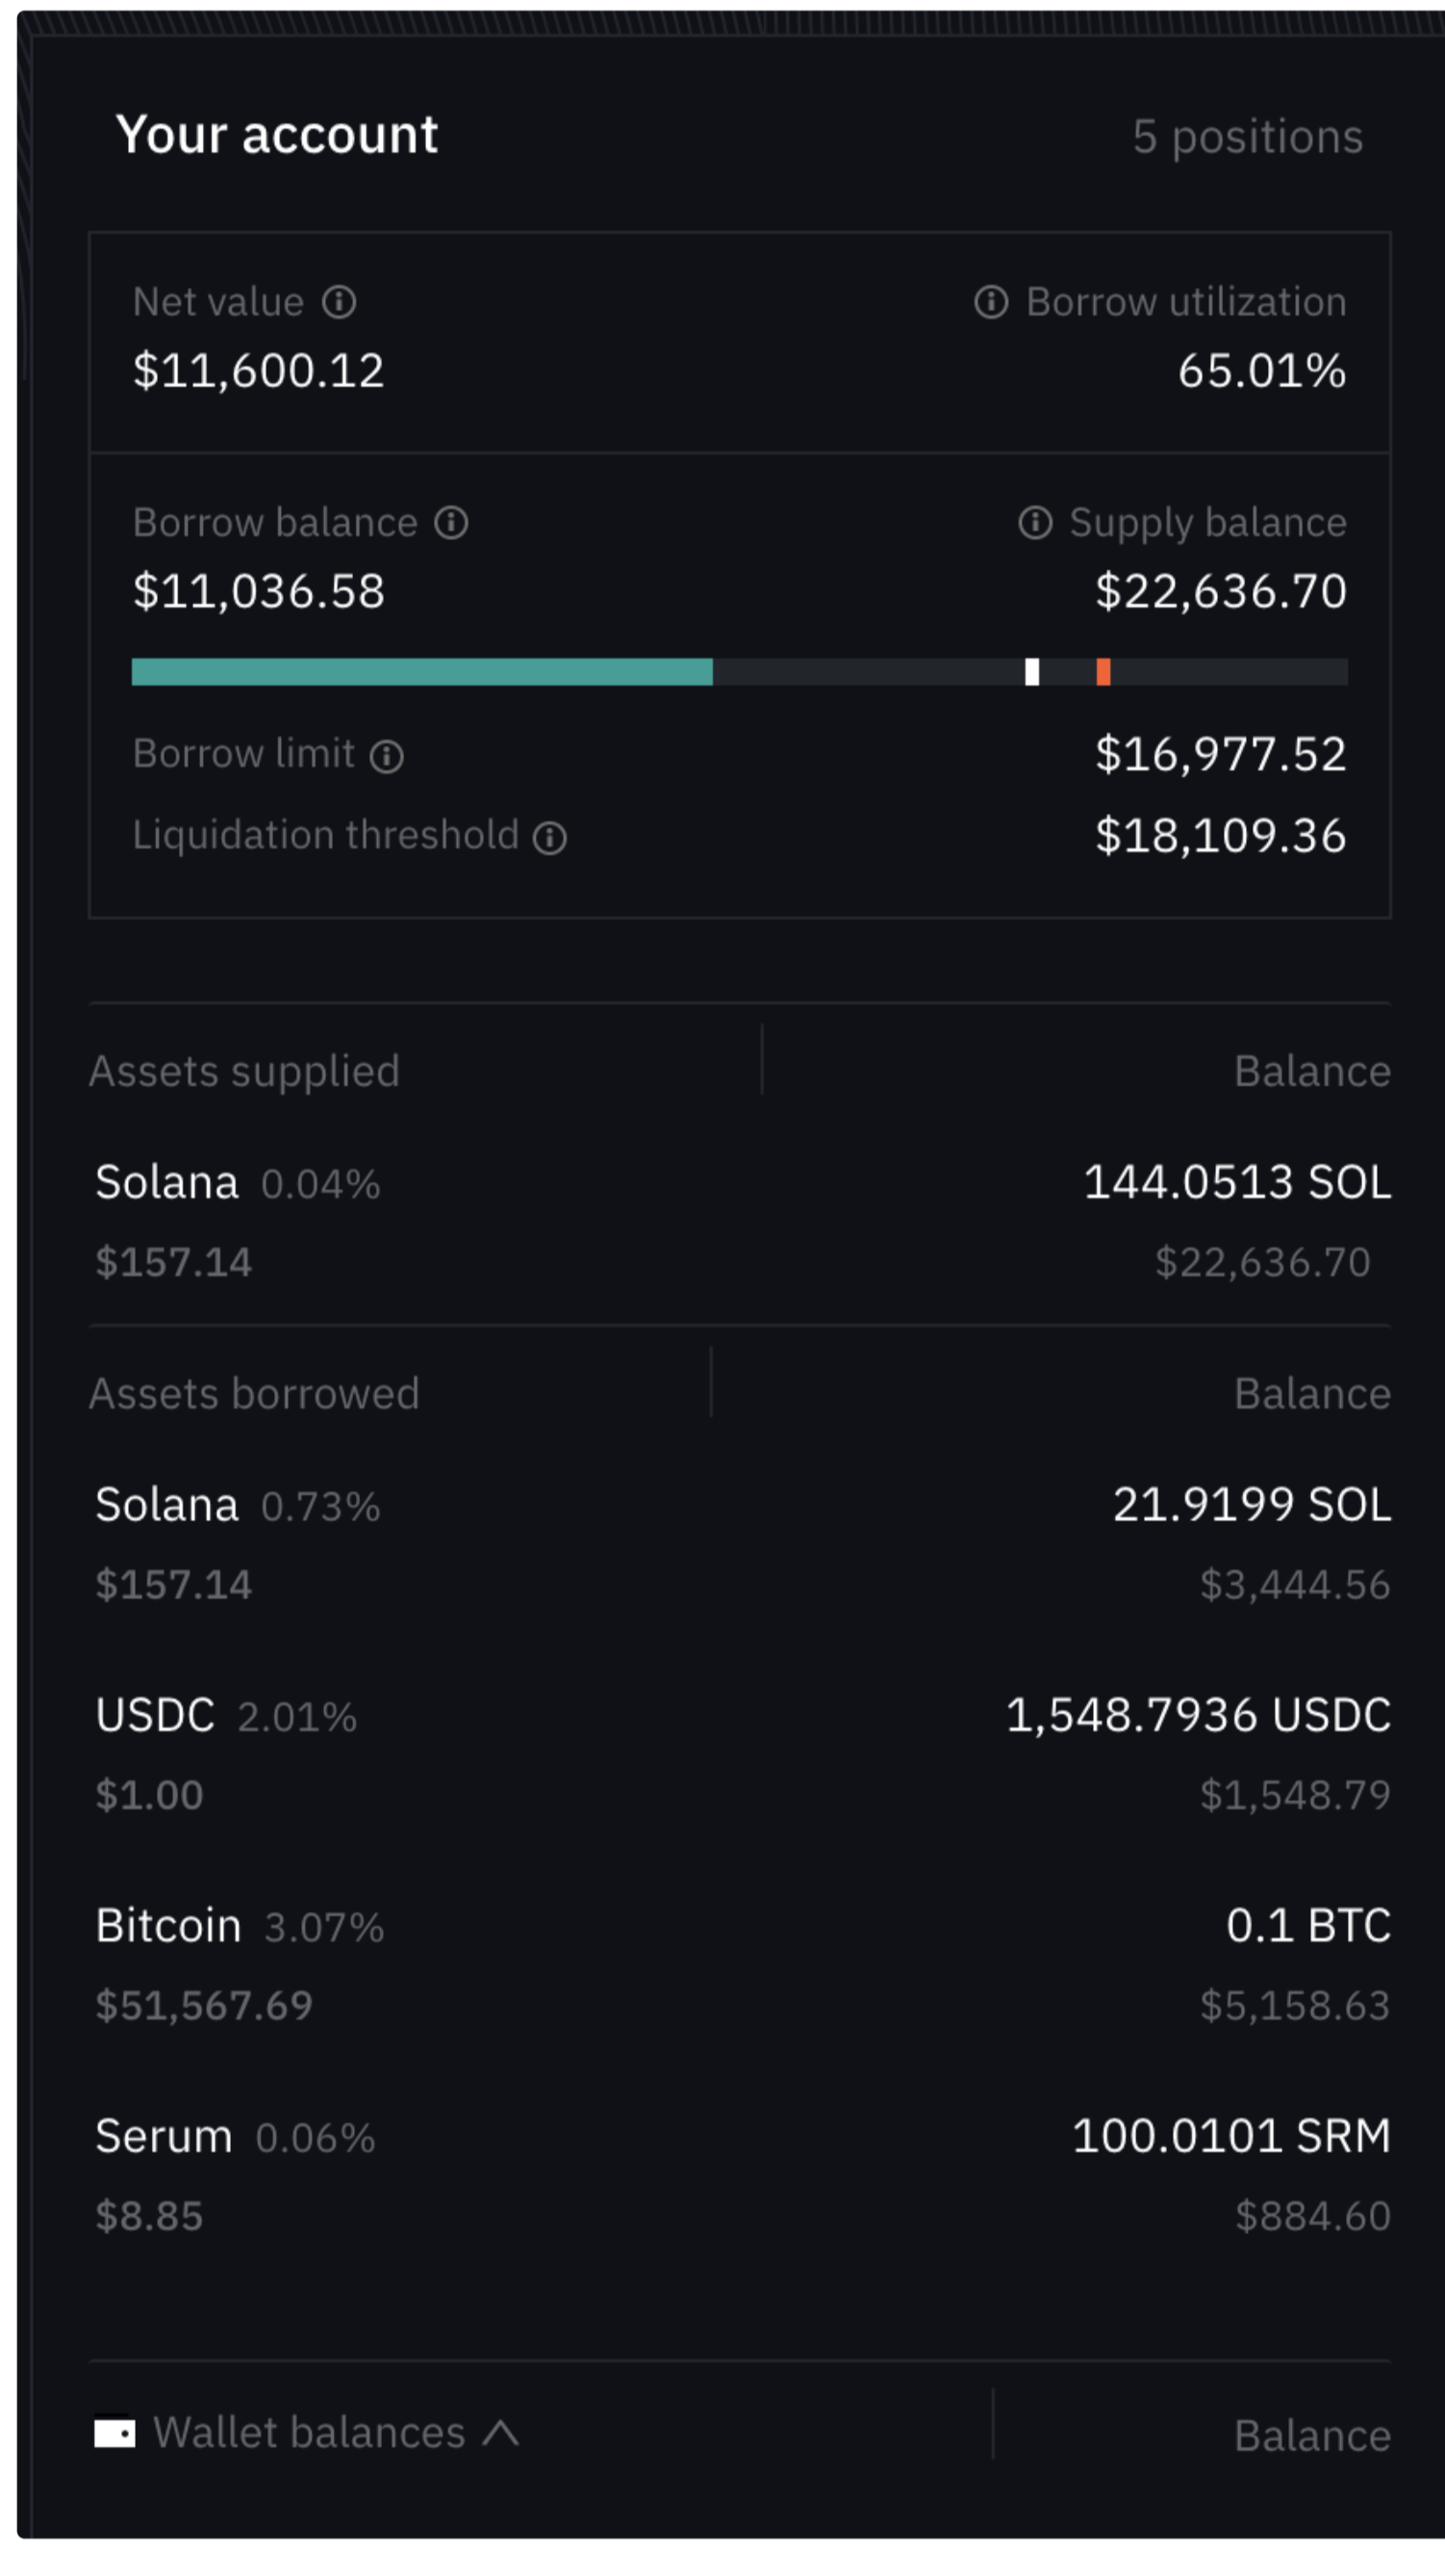 Your account 5 positions
Net value Borrow utilization
$11,600.12 65.01%
Borrow balance Supply balance
$11,036.58 $22,636.70
Borrow limit $16,977.52
Liquidation threshold $18,109.36
Assets supplied Balance
Solana 0.04% 144.0513 SOL
$157.14 $22,636.70
Assets borrowed Balance
Solana 0.73% 21.9199 SOL
$157.14 $3,444.56
USDC 2.01% 1,548.7936 USDC
$1.00 $1,548.79
Bitcoin 3.07% 0.1 BTC
$51,567.69 $5,158.63
Serum 0.06% 100.0101 SRM
$8.85 $884.60
Wallet balances Balance